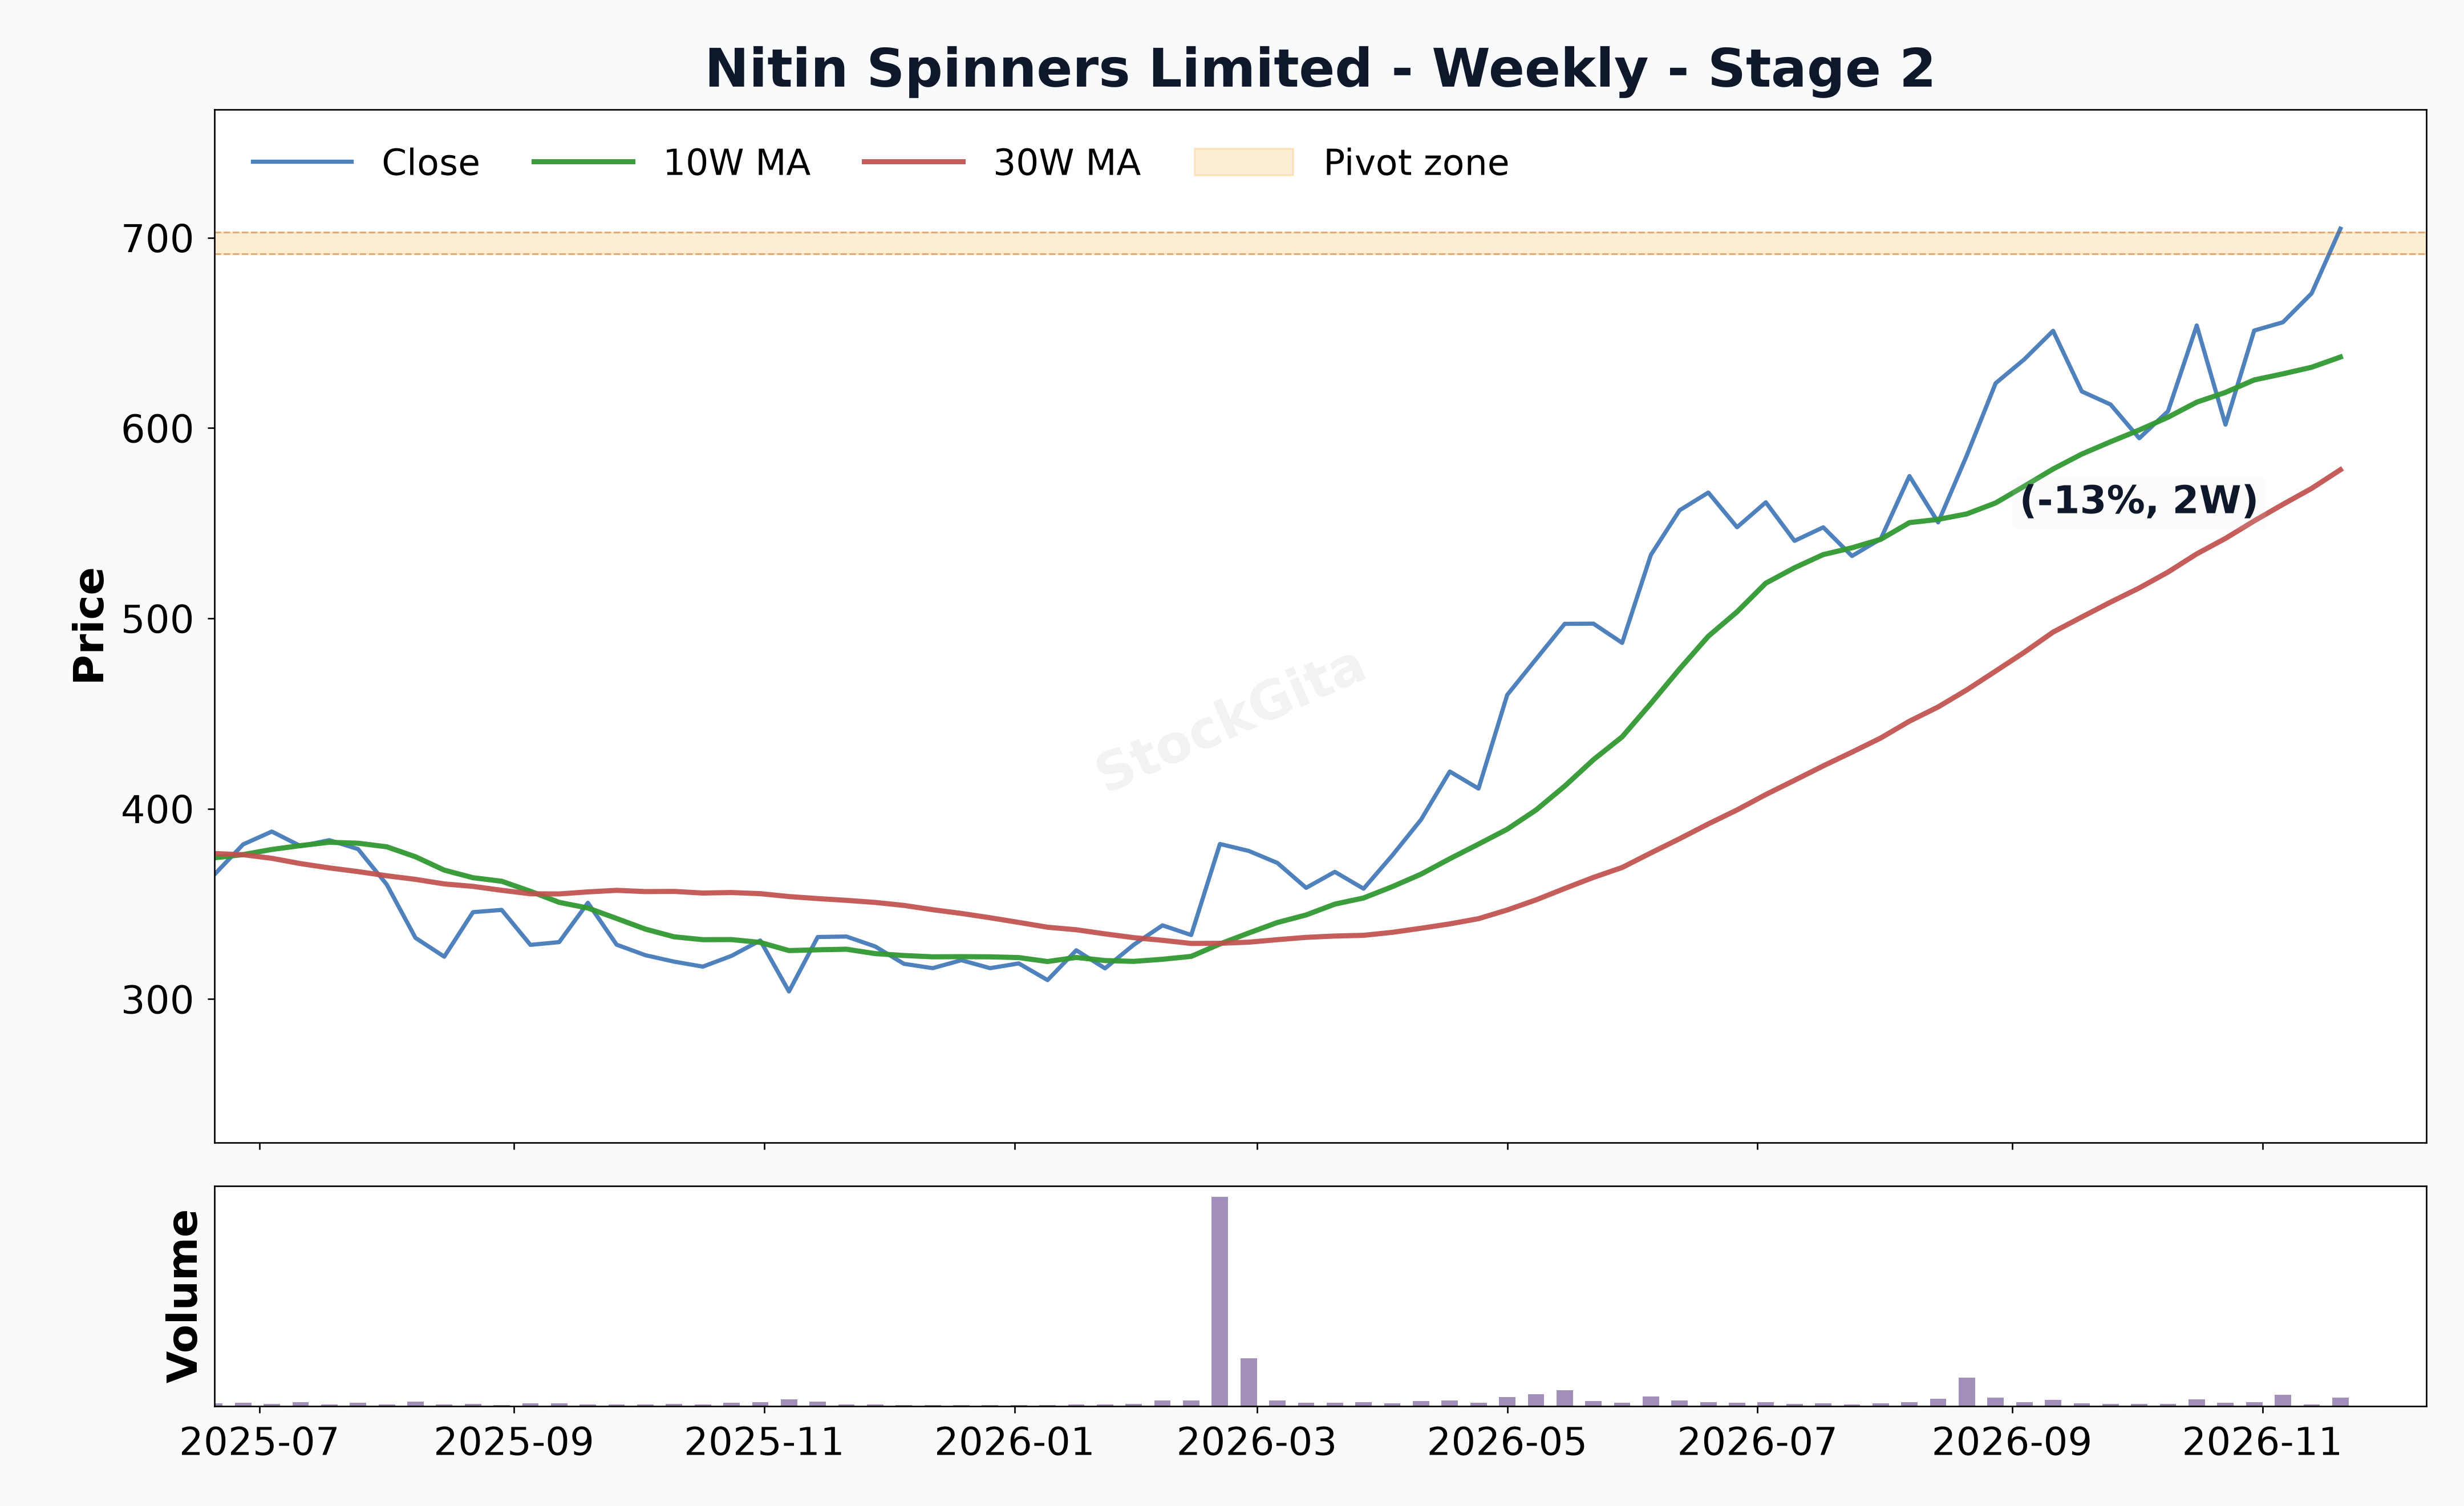 Nitin Spinners Limited - Weekly - Stage 2
Close 10W MA 30W MA Pivot zone
700
600
500
400
300
Price
(-13%, 2W)
StockGita
Volume
2025-07 2025-09 2025-11 2026-01 2026-03 2026-05 2026-07 2026-09 2026-11